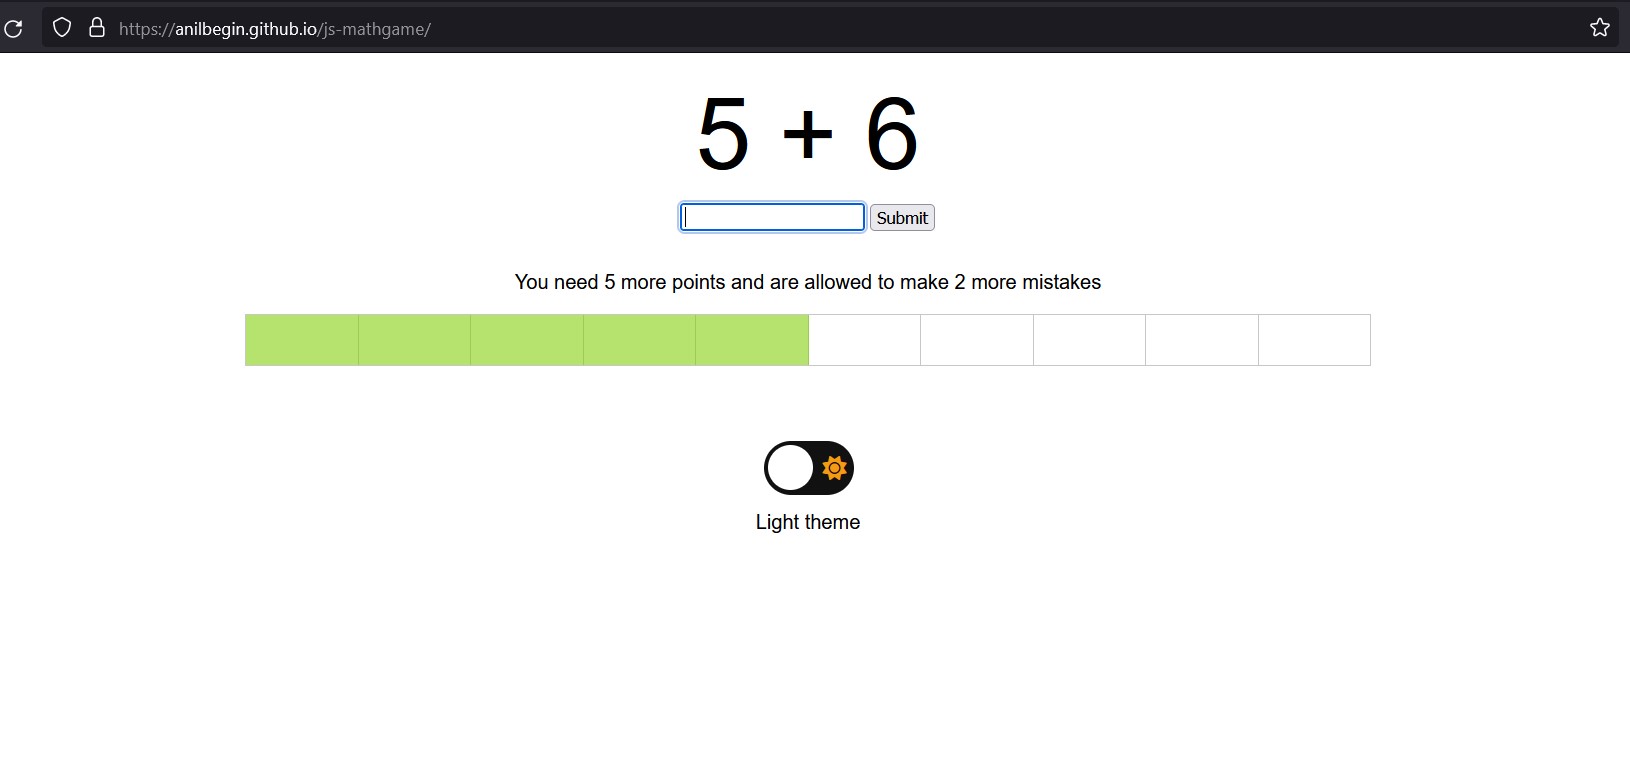 https://anilbegin.github.io/js-mathgame/
5 + 6
Submit
You need 5 more points and are allowed to make 2 more mistakes
Light theme